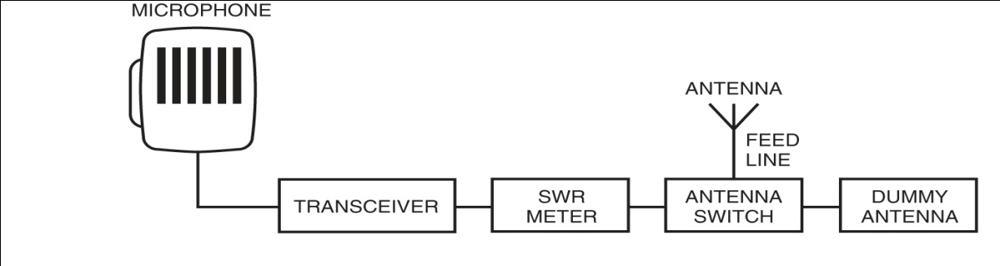 MICROPHONE
ANTENNA
FEED
LINE
TRANSCEIVER
SWR
METER
ANTENNA
SWITCH
DUMMY
ANTENNA